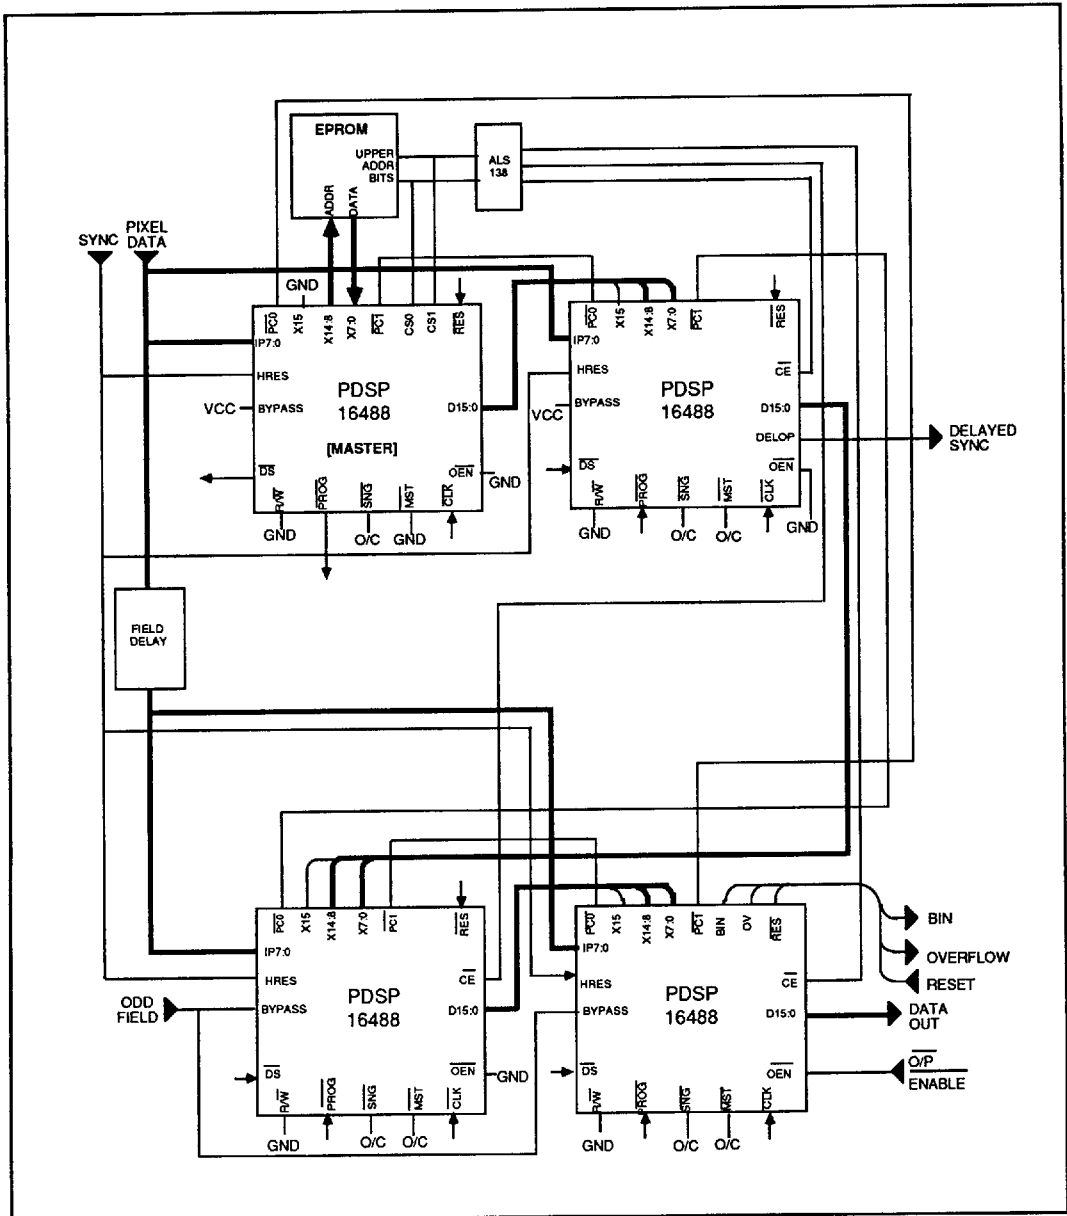 EPROM
UPPER
ADDR
BITS
ADDR
DATA
ALS
138
SYNC
PIXEL
DATA
GND
PC0
X15
X14:8
X7:0
PC1
CS0
CS1
RES
IP7:0
HRES
BYPASS
VCC
PDSP
16488
[MASTER]
D15:0
DS
OEN
GND
R/W
PROG
SNG
MST
CLK
GND
O/C
GND
PC0
X15
X14:8
X7:0
PC1
RES
IP7:0
HRES
BYPASS
VCC
PDSP
16488
CE
D15:0
DELOP
DELAYED
SYNC
DS
OEN
R/W
PROG
SNG
MST
CLK
GND
O/C
O/C
GND
FIELD
DELAY
PC0
X15
X14:8
X7:0
PC1
RES
IP7:0
HRES
BYPASS
ODD
FIELD
PDSP
16488
CE
D15:0
DS
OEN
GND
R/W
PROG
SNG
MST
CLK
GND
O/C
O/C
PC0
X15
X14:8
X7:0
PC1
BIN
OV
RES
IP7:0
HRES
BYPASS
PDSP
16488
CE
D15:0
DS
OEN
R/W
PROG
SNG
MST
CLK
GND
O/C
O/C
BIN
OVERFLOW
RESET
DATA
OUT
O/P
ENABLE